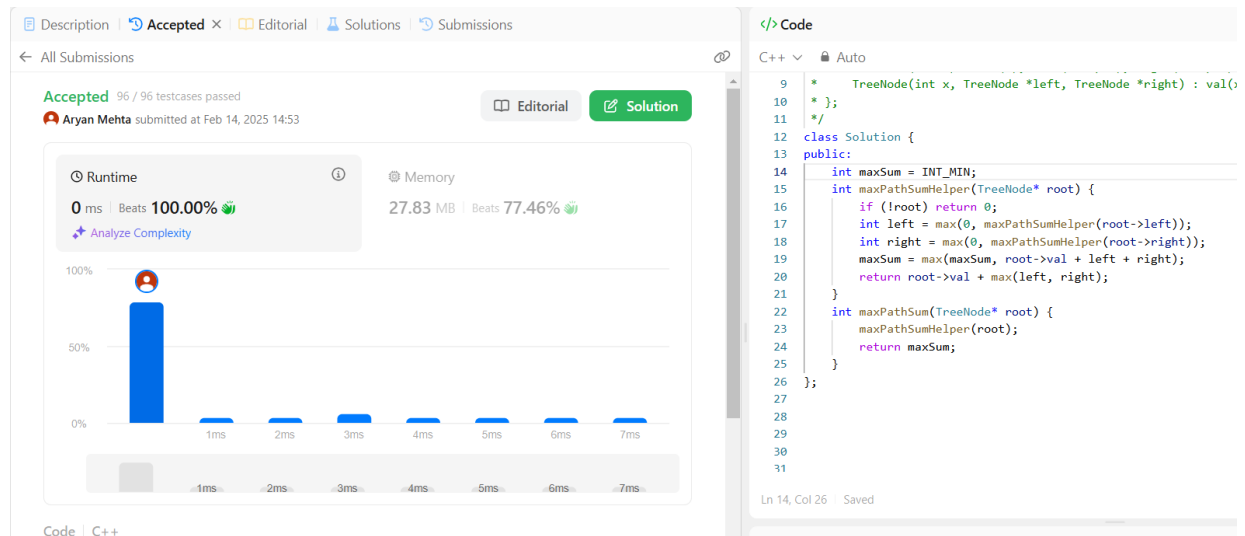 Description Accepted Editorial Solutions Submissions
All Submissions
Accepted 96 / 96 testcases passed
Aryan Mehta submitted at Feb 14, 2025 14:53
Editorial
Solution
Runtime
0 ms Beats 100.00%
Analyze Complexity
Memory
27.83 MB Beats 77.46%
100%
50%
0%
1ms 2ms 3ms 4ms 5ms 6ms 7ms
1ms 2ms 3ms 4ms 5ms 6ms 7ms
Code C++
</> Code
C++ Auto
9 * TreeNode(int x, TreeNode *left, TreeNode *right) : val(x
10 * };
11 */
12 class Solution {
13 public:
14 int maxSum = INT_MIN;
15 int maxPathSumHelper(TreeNode* root) {
16 if (!root) return 0;
17 int left = max(0, maxPathSumHelper(root->left));
18 int right = max(0, maxPathSumHelper(root->right));
19 maxSum = max(maxSum, root->val + left + right);
20 return root->val + max(left, right);
21 }
22 int maxPathSum(TreeNode* root) {
23 maxPathSumHelper(root);
24 return maxSum;
25 }
26 };
27
28
29
30
31
Ln 14, Col 26 Saved